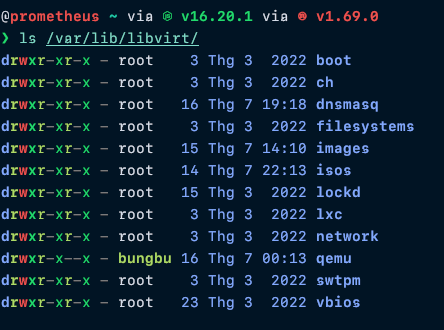 @prometheus ~ via ⬢ v16.20.1 via ⚙ v1.69.0
❯ ls /var/lib/libvirt/
drwxr-xr-x - root 3 Thg 3 2022 boot
drwxr-xr-x - root 3 Thg 3 2022 ch
drwxr-xr-x - root 16 Thg 7 19:18 dnsmasq
drwxr-xr-x - root 3 Thg 3 2022 filesystems
drwxr-xr-x - root 15 Thg 7 14:10 images
drwxr-xr-x - root 14 Thg 7 22:13 isos
drwxr-xr-x - root 15 Thg 3 2022 lockd
drwxr-xr-x - root 3 Thg 3 2022 lxc
drwxr-xr-x - root 3 Thg 3 2022 network
drwxr-x--x - bungbu 16 Thg 7 00:13 qemu
drwxr-xr-x - root 3 Thg 3 2022 swtpm
drwxr-xr-x - root 23 Thg 3 2022 vbios